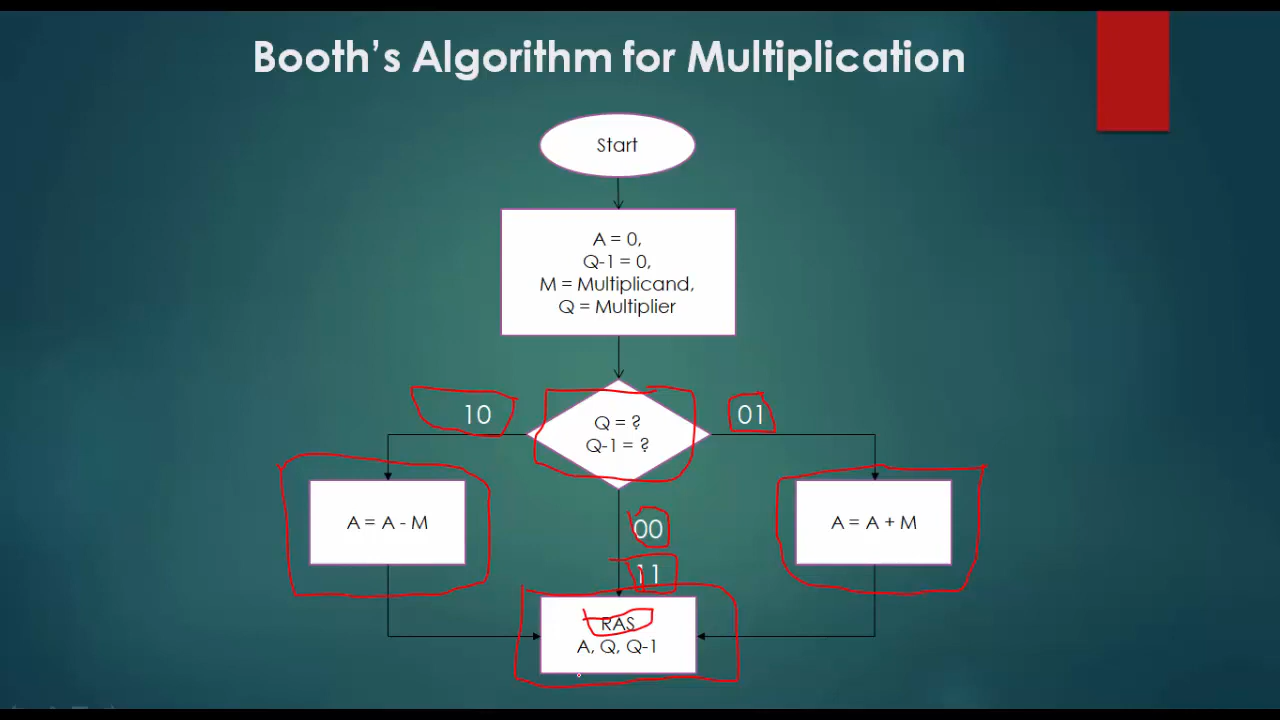 Booth's Algorithm for Multiplication
Start
A = 0,
Q-1 = 0,
M = Multiplicand,
Q = Multiplier
10
Q = ?
Q-1 = ?
01
A = A - M
00
A = A + M
11
RAS
A, Q, Q-1